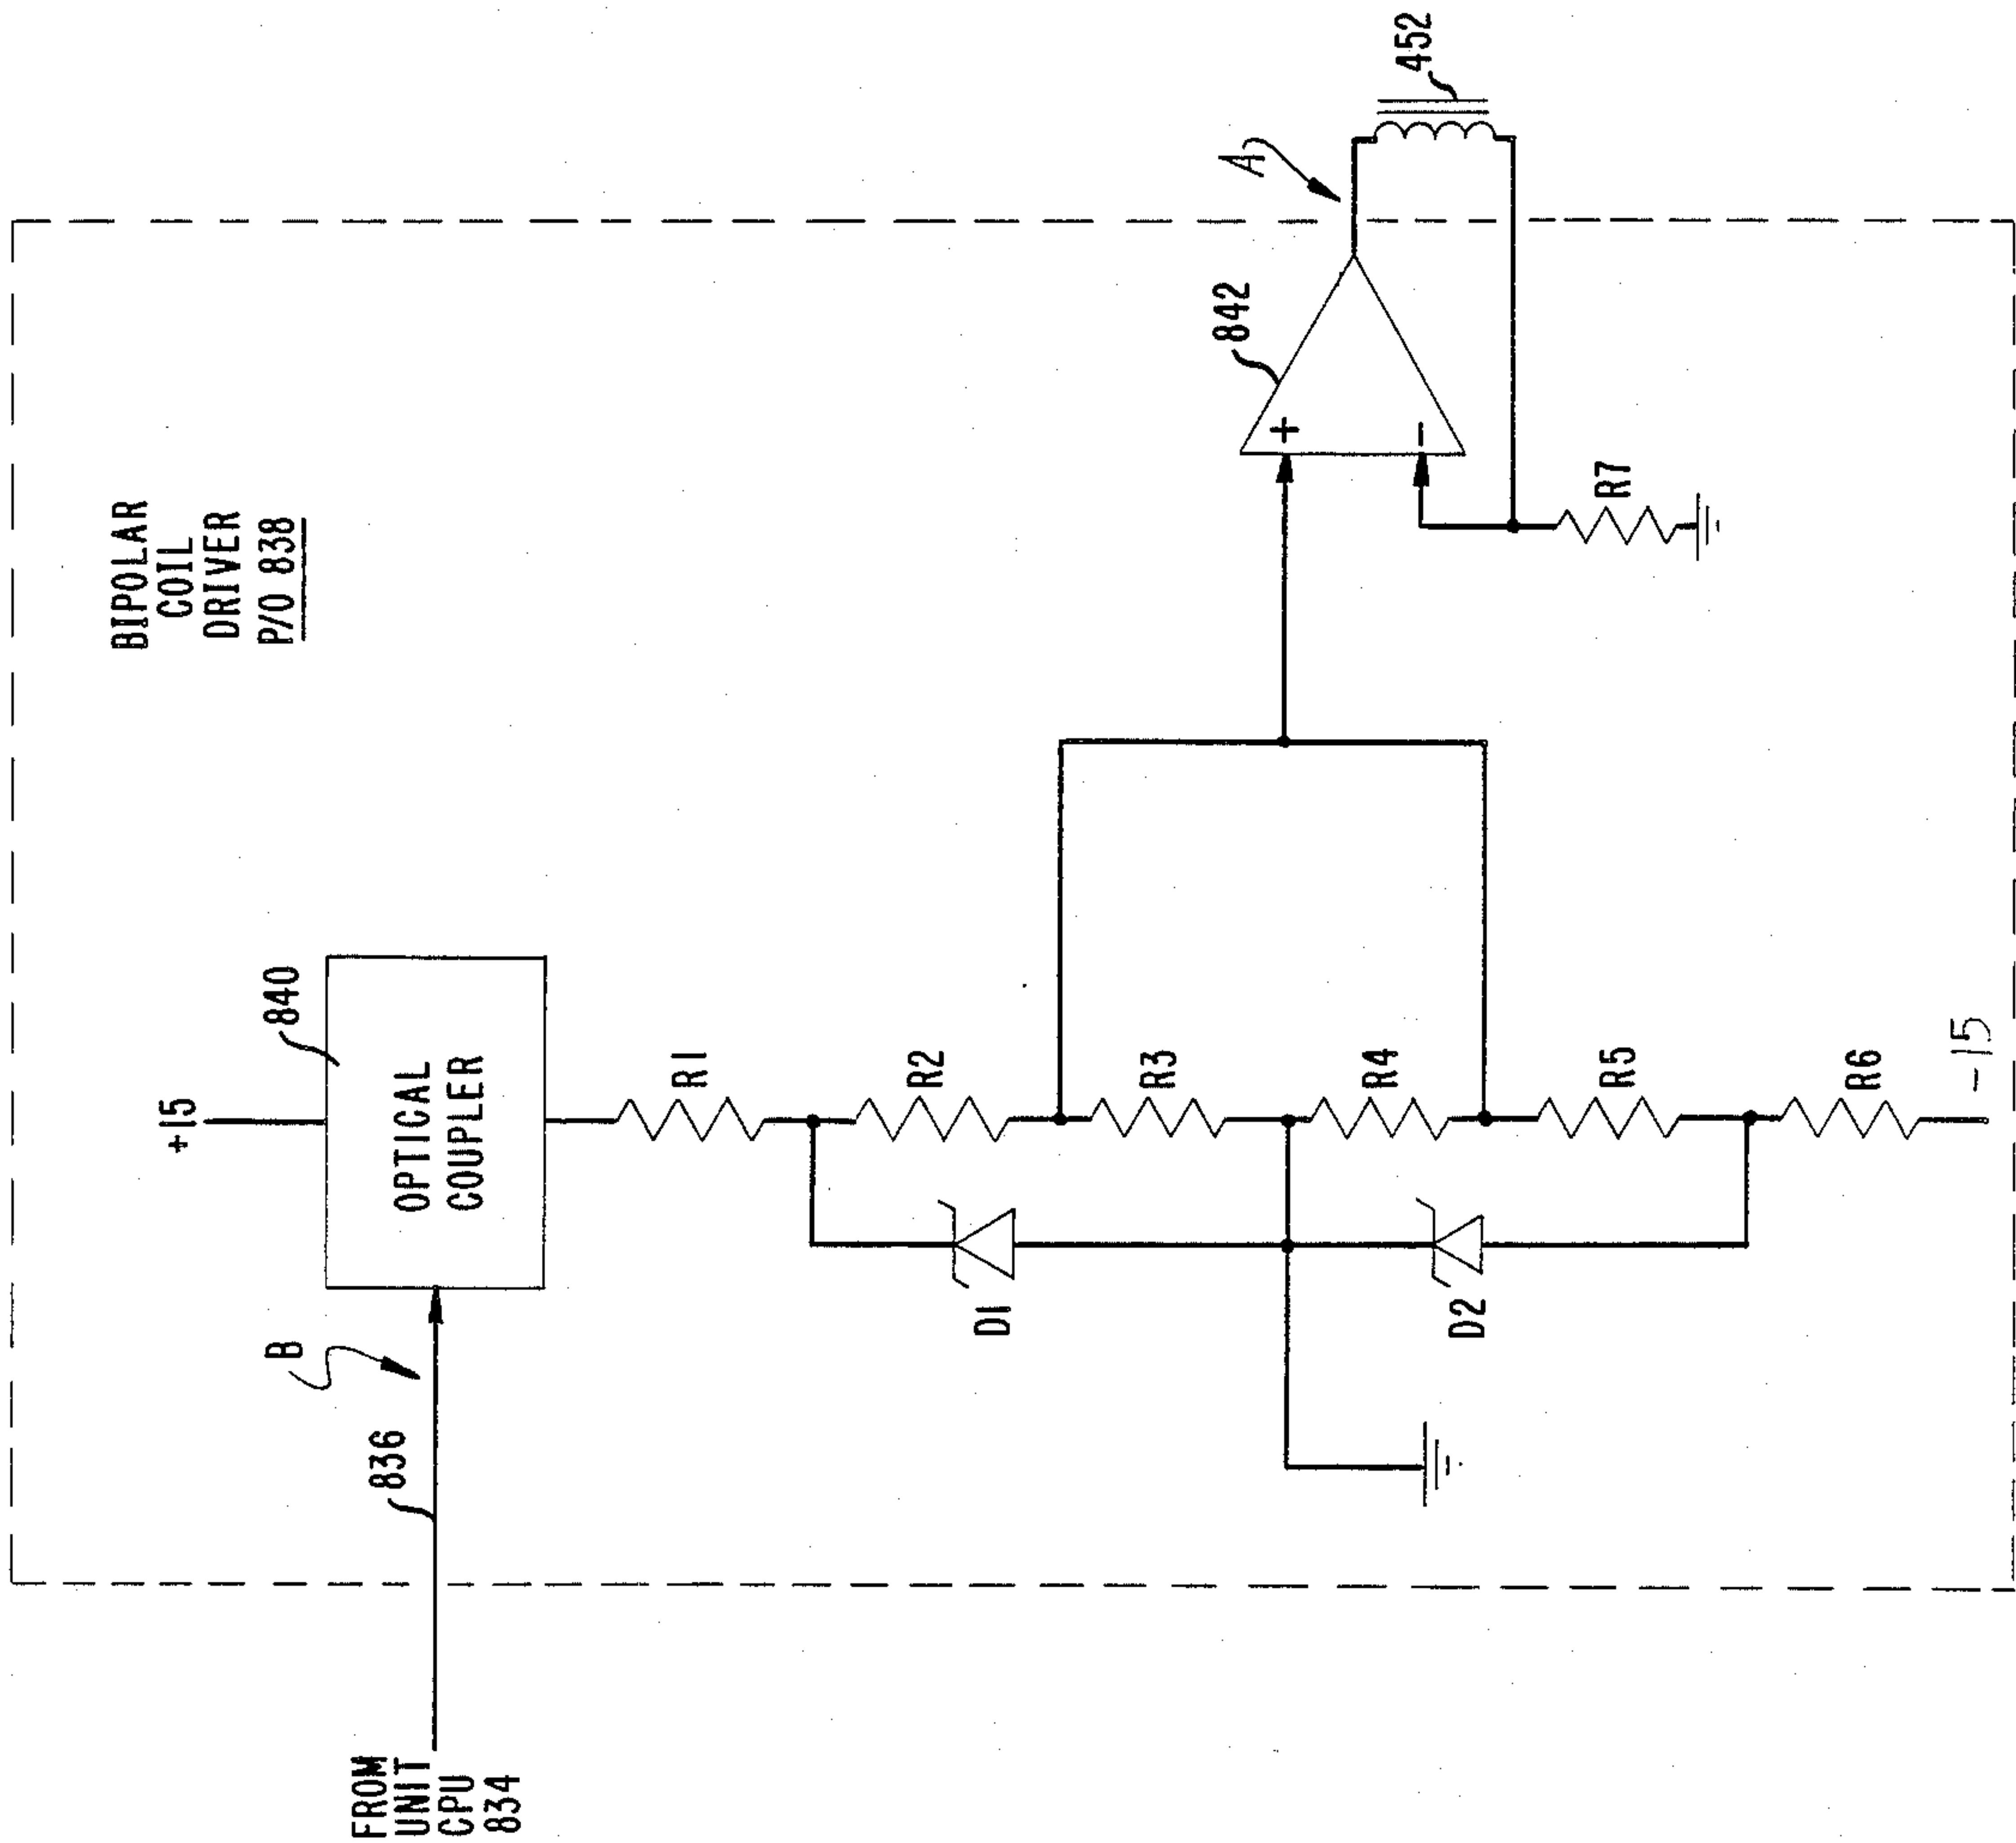 BIPOLAR
COIL
DRIVER
P/O 838
+15
840
OPTICAL
COUPLER
B
836
FROM
UNIT
CPU
834
R1
R2
R3
R4
R5
R6
-15
D1
D2
842
+
-
A
452
R7